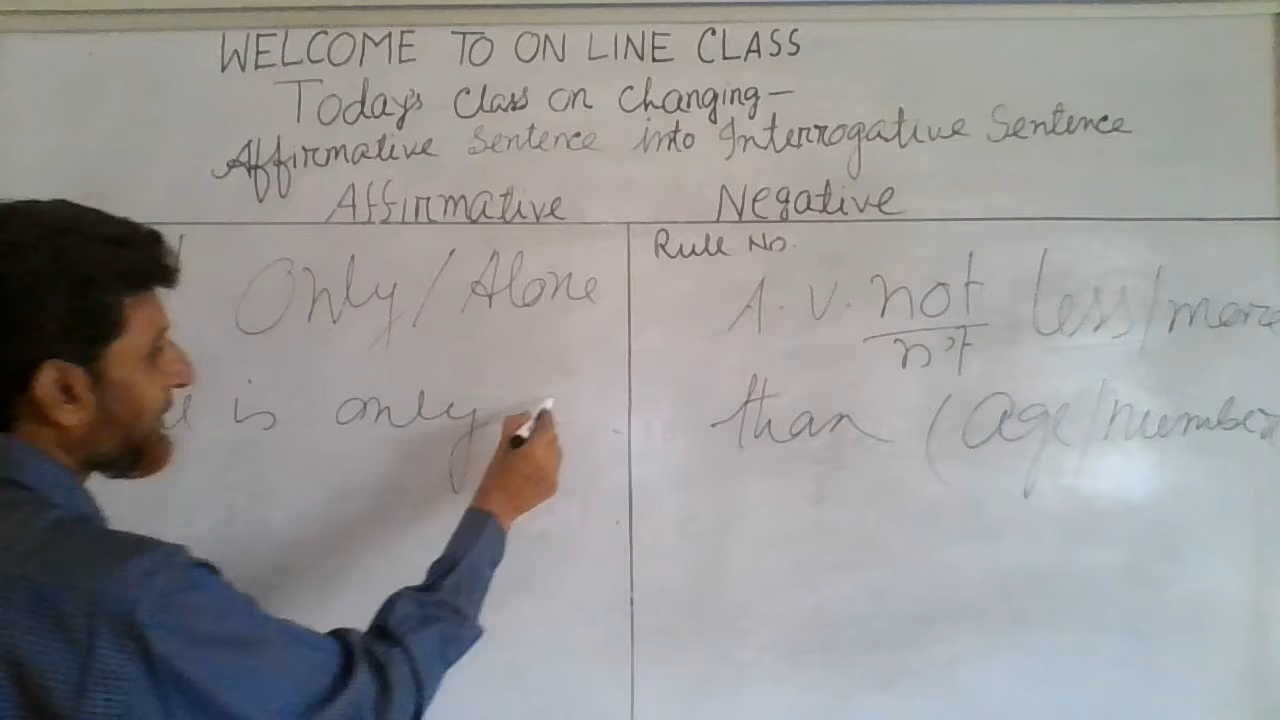 WELCOME TO ON LINE CLASS
Today's Class on Changing—
Affirmative Sentence into Interrogative Sentence
Affirmative Negative
Rule No.
Only/Alone
A.V. not less/more
n't
is only
than (Age/number